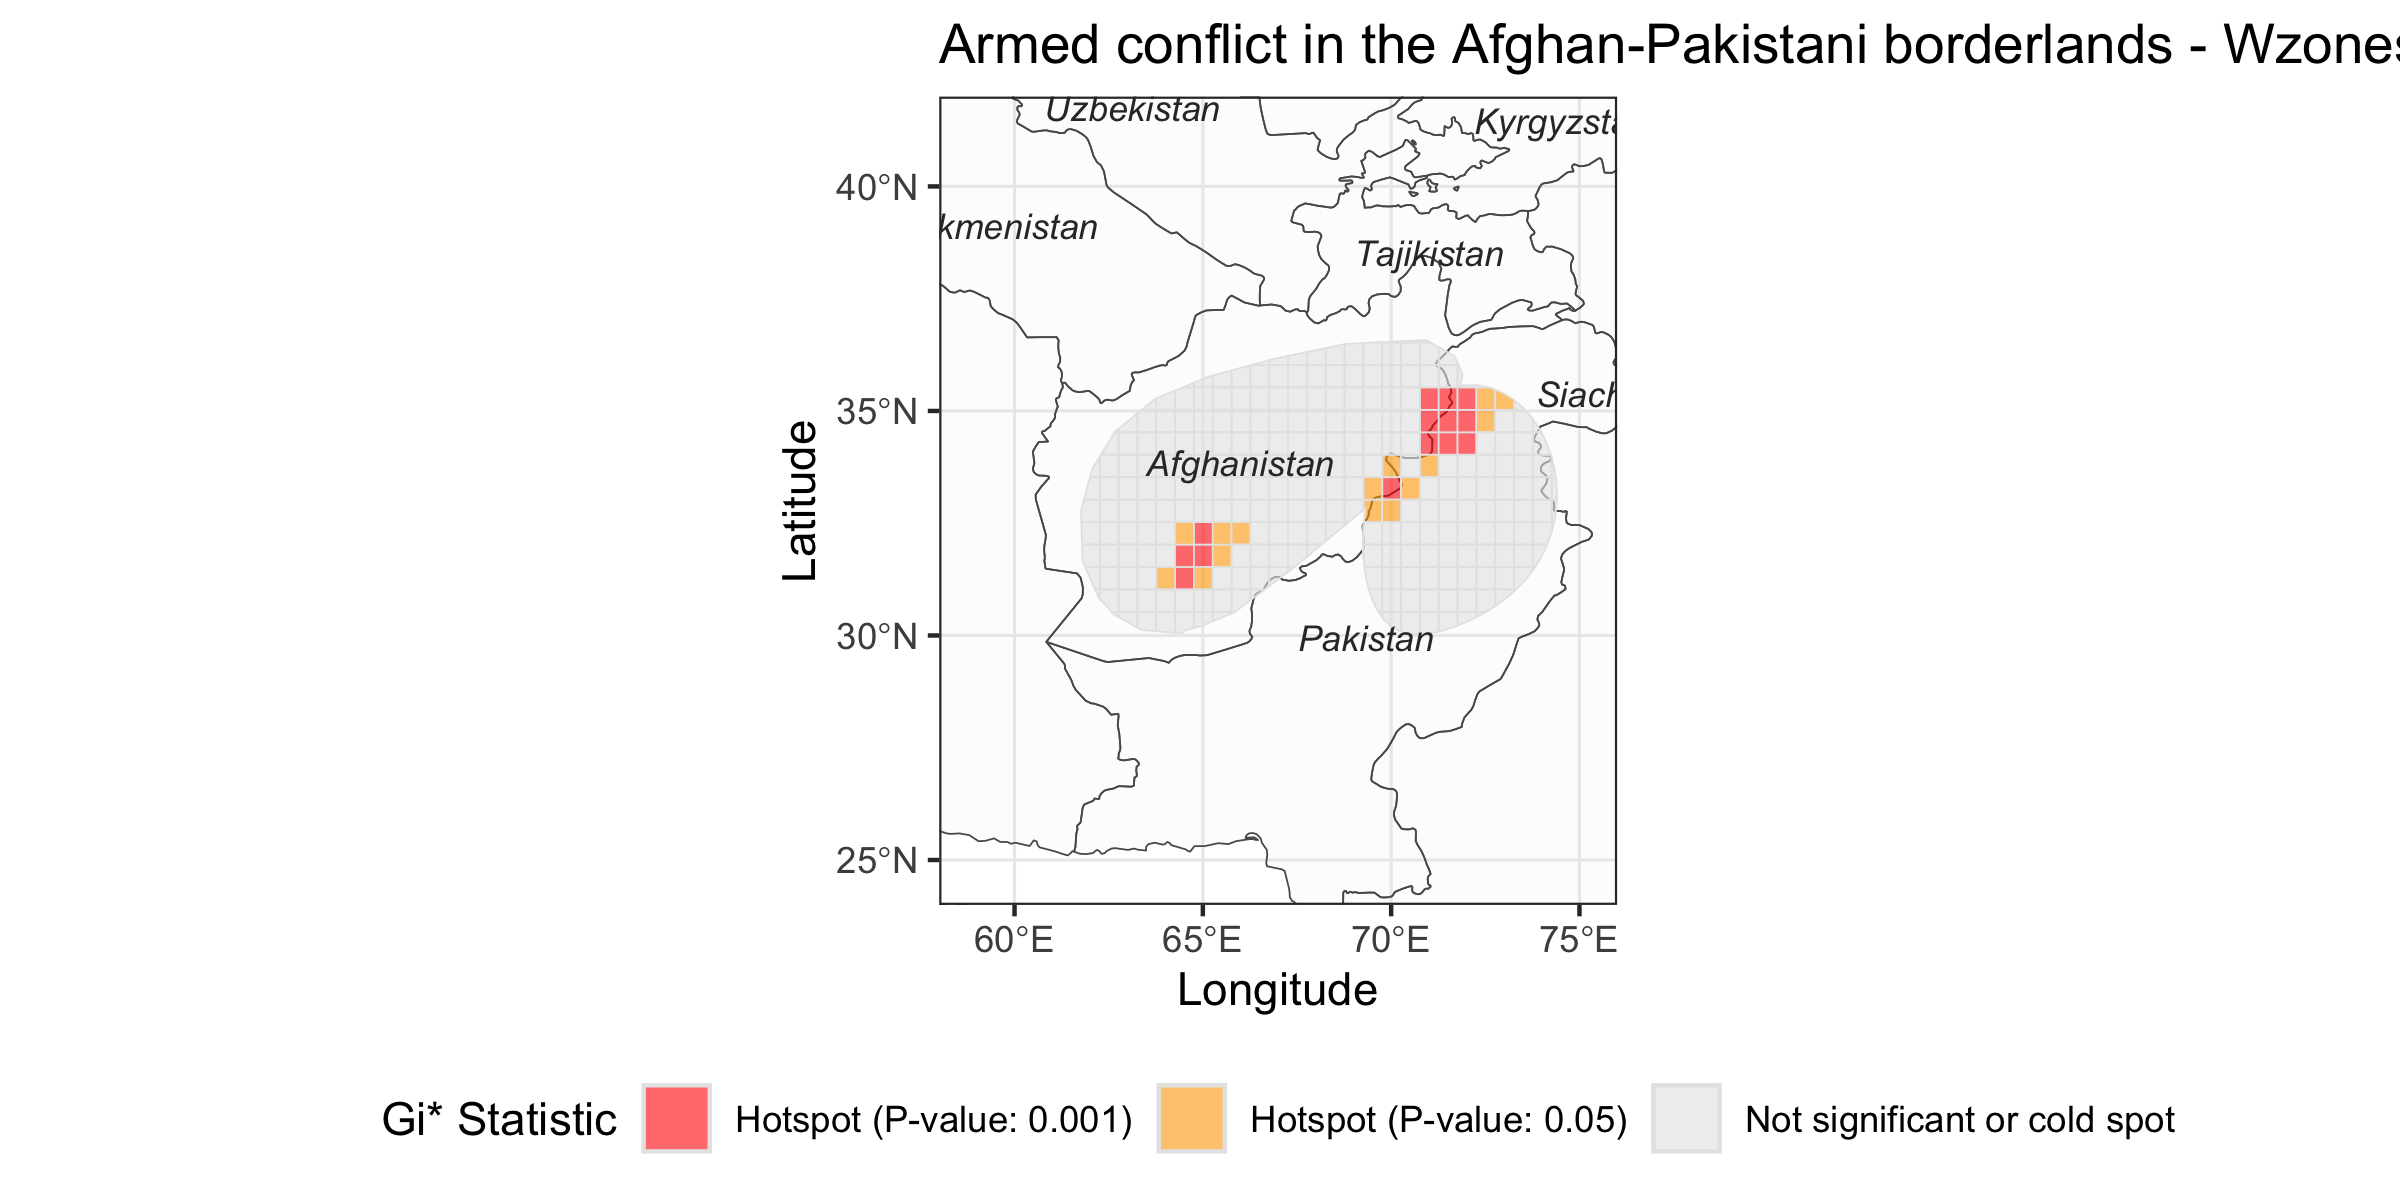 Armed conflict in the Afghan-Pakistani borderlands - Wzones
Uzbekistan
Kyrgyzsta
40°N
kmenistan
Tajikistan
35°N
Siach
Afghanistan
Latitude
30°N
Pakistan
25°N
60°E 65°E 70°E 75°E
Longitude
Gi* Statistic Hotspot (P-value: 0.001) Hotspot (P-value: 0.05) Not significant or cold spot